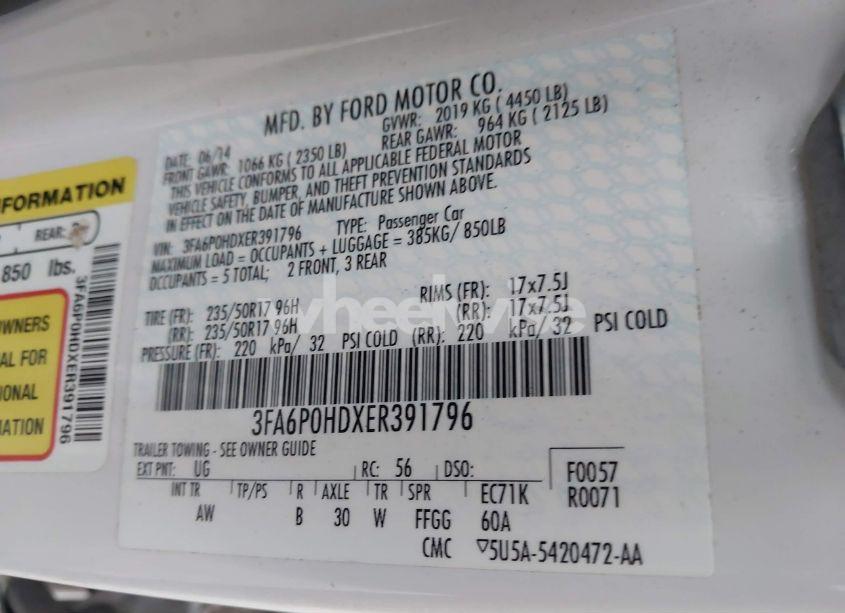 MFD. BY FORD MOTOR CO.
DATE: 06/14 GVWR: 2019 KG ( 4450 LB)
FRONT GAWR: 1066 KG ( 2350 LB) REAR GAWR: 964 KG ( 2125 LB)
THIS VEHICLE CONFORMS TO ALL APPLICABLE FEDERAL MOTOR
VEHICLE SAFETY, BUMPER, AND THEFT PREVENTION STANDARDS
IN EFFECT ON THE DATE OF MANUFACTURE SHOWN ABOVE.
VIN: 3FA6P0HDXER391796 TYPE: Passenger Car
MAXIMUM LOAD = OCCUPANTS + LUGGAGE = 385KG/ 850LB
OCCUPANTS = 5 TOTAL; 2 FRONT, 3 REAR
TIRE (FR): 235/50R17 96H RIMS (FR): 17x7.5J
(RR): 235/50R17 96H (RR): 17x7.5J
PRESSURE (FR): 220 kPa/ 32 PSI COLD (RR): 220 kPa/ 32 PSI COLD
3FA6P0HDXER391796
TRAILER TOWING - SEE OWNER GUIDE
EXT PNT: UG RC: 56 DSO: F0057
INT TR TP/PS R AXLE TR SPR EC71K R0071
AW B 30 W FFGG 60A
CMC 5U5A-5420472-AA
NFORMATION
REAR:
850 lbs.
OWNERS
AL FOR
IONAL
MATION
3FA6P0HDXER391796